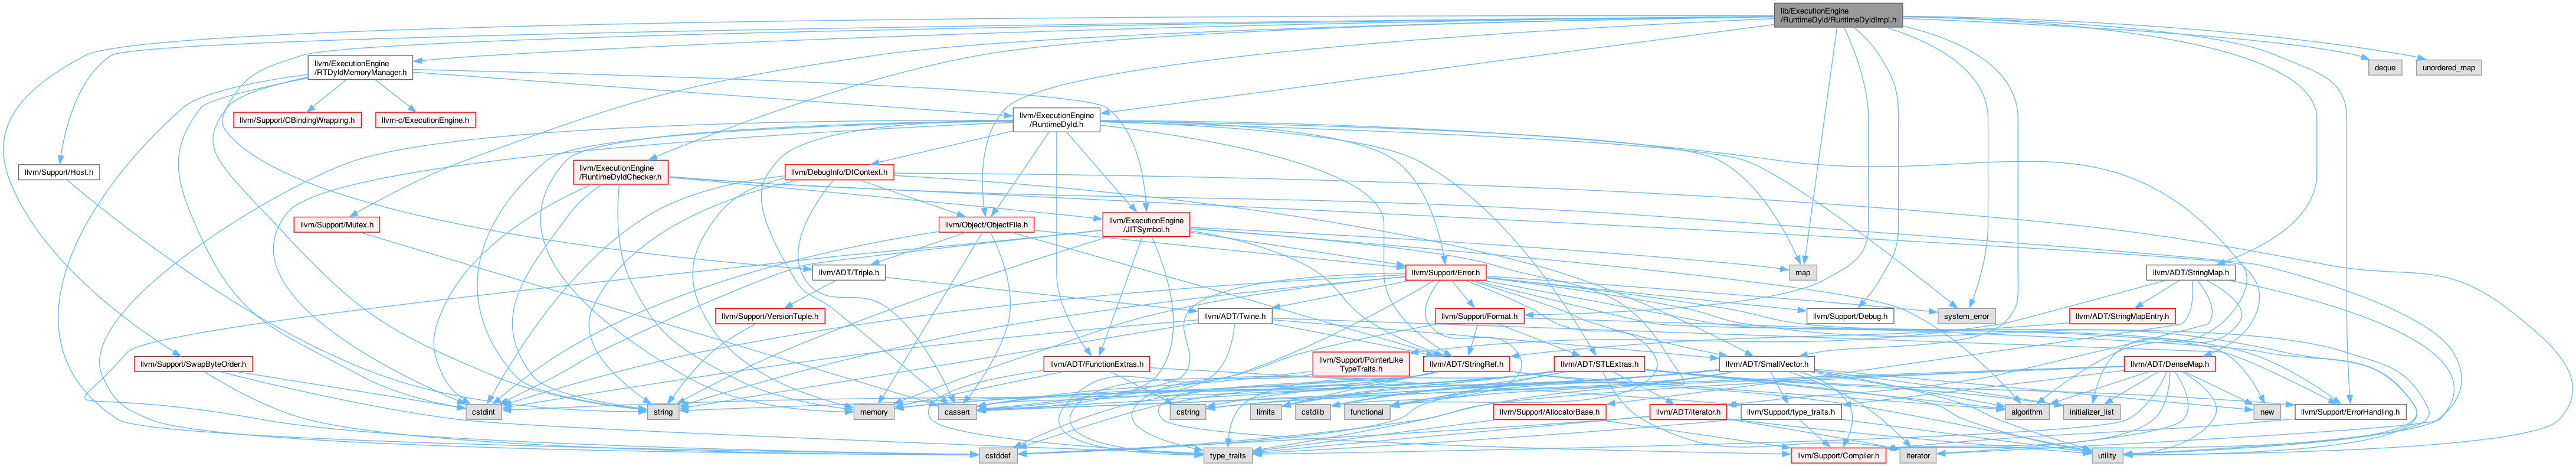 lib/ExecutionEngine
/RuntimeDyld/RuntimeDyldImpl.h
llvm/ExecutionEngine
/RTDyldMemoryManager.h
deque
unordered_map
llvm/Support/CBindingWrapping.h
llvm-c/ExecutionEngine.h
llvm/ExecutionEngine
/RuntimeDyld.h
llvm/Support/Host.h
llvm/ExecutionEngine
/RuntimeDyldChecker.h
llvm/DebugInfo/DIContext.h
llvm/Support/Mutex.h
llvm/Object/ObjectFile.h
llvm/ExecutionEngine
/JITSymbol.h
llvm/ADT/Triple.h
llvm/Support/Error.h
map
llvm/ADT/StringMap.h
llvm/Support/VersionTuple.h
llvm/ADT/Twine.h
llvm/Support/Format.h
llvm/Support/Debug.h
system_error
llvm/ADT/StringMapEntry.h
llvm/Support/SwapByteOrder.h
llvm/ADT/FunctionExtras.h
llvm/Support/PointerLike
TypeTraits.h
llvm/ADT/StringRef.h
llvm/ADT/STLExtras.h
llvm/ADT/SmallVector.h
llvm/ADT/DenseMap.h
cstdint
string
memory
cassert
cstring
limits
cstdlib
functional
llvm/Support/AllocatorBase.h
llvm/ADT/iterator.h
llvm/Support/type_traits.h
algorithm
initializer_list
new
llvm/Support/ErrorHandling.h
cstddef
type_traits
llvm/Support/Compiler.h
iterator
utility